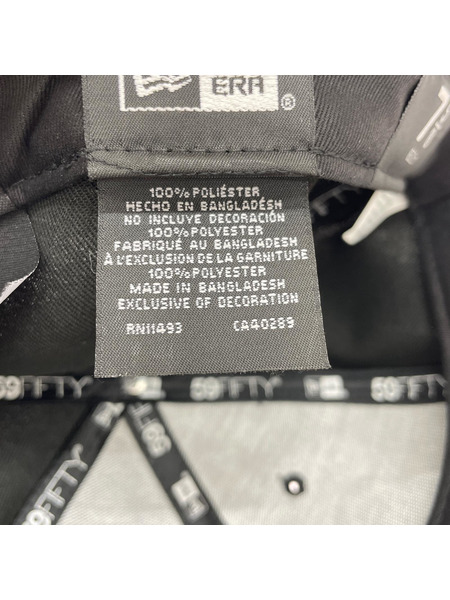 ERA
®
100% POLIÉSTER
HECHO EN BANGLADÉSH
NO INCLUYE DECORACIÓN
100% POLYESTER
FABRIQUÉ AU BANGLADESH
À L'EXCLUSION DE LA GARNITURE
100% POLYESTER
MADE IN BANGLADESH
EXCLUSIVE OF DECORATION
RN11493 CA40289
59FIFTY
59FIFTY
59FIFTY